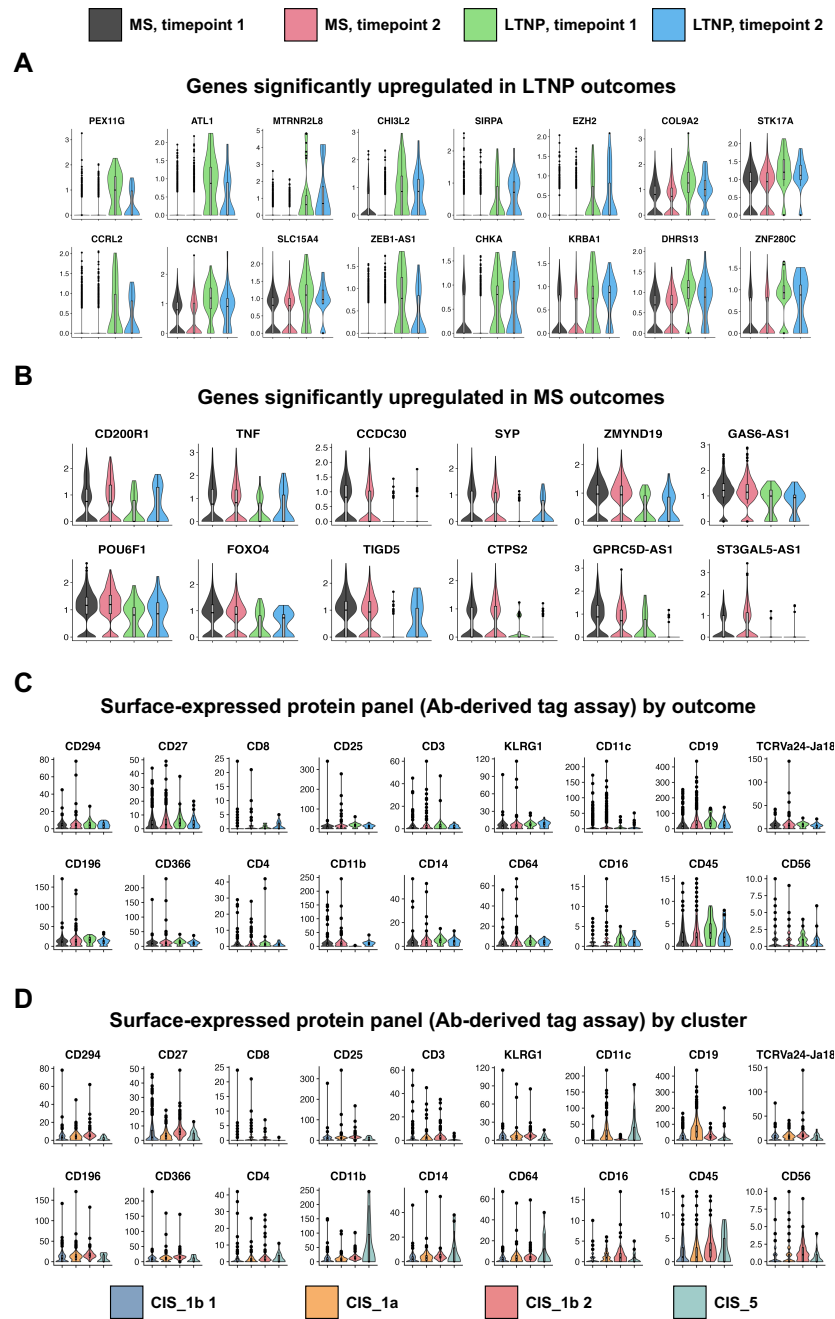 MS, timepoint 1 MS, timepoint 2 LTNP, timepoint 1 LTNP, timepoint 2
A
Genes significantly upregulated in LTNP outcomes
PEX11G ATL1 MTRNR2L8 CHI3L2 SIRPA EZH2 COL9A2 STK17A
CCRL2 CCNB1 SLC15A4 ZEB1-AS1 CHKA KRBA1 DHRS13 ZNF280C
B
Genes significantly upregulated in MS outcomes
CD200R1 TNF CCDC30 SYP ZMYND19 GAS6-AS1
POU6F1 FOXO4 TIGD5 CTPS2 GPRC5D-AS1 ST3GAL5-AS1
C
Surface-expressed protein panel (Ab-derived tag assay) by outcome
CD294 CD27 CD8 CD25 CD3 KLRG1 CD11c CD19 TCRVa24-Ja18
CD196 CD366 CD4 CD11b CD14 CD64 CD16 CD45 CD56
D
Surface-expressed protein panel (Ab-derived tag assay) by cluster
CD294 CD27 CD8 CD25 CD3 KLRG1 CD11c CD19 TCRVa24-Ja18
CD196 CD366 CD4 CD11b CD14 CD64 CD16 CD45 CD56
CIS_1b 1 CIS_1a CIS_1b 2 CIS_5